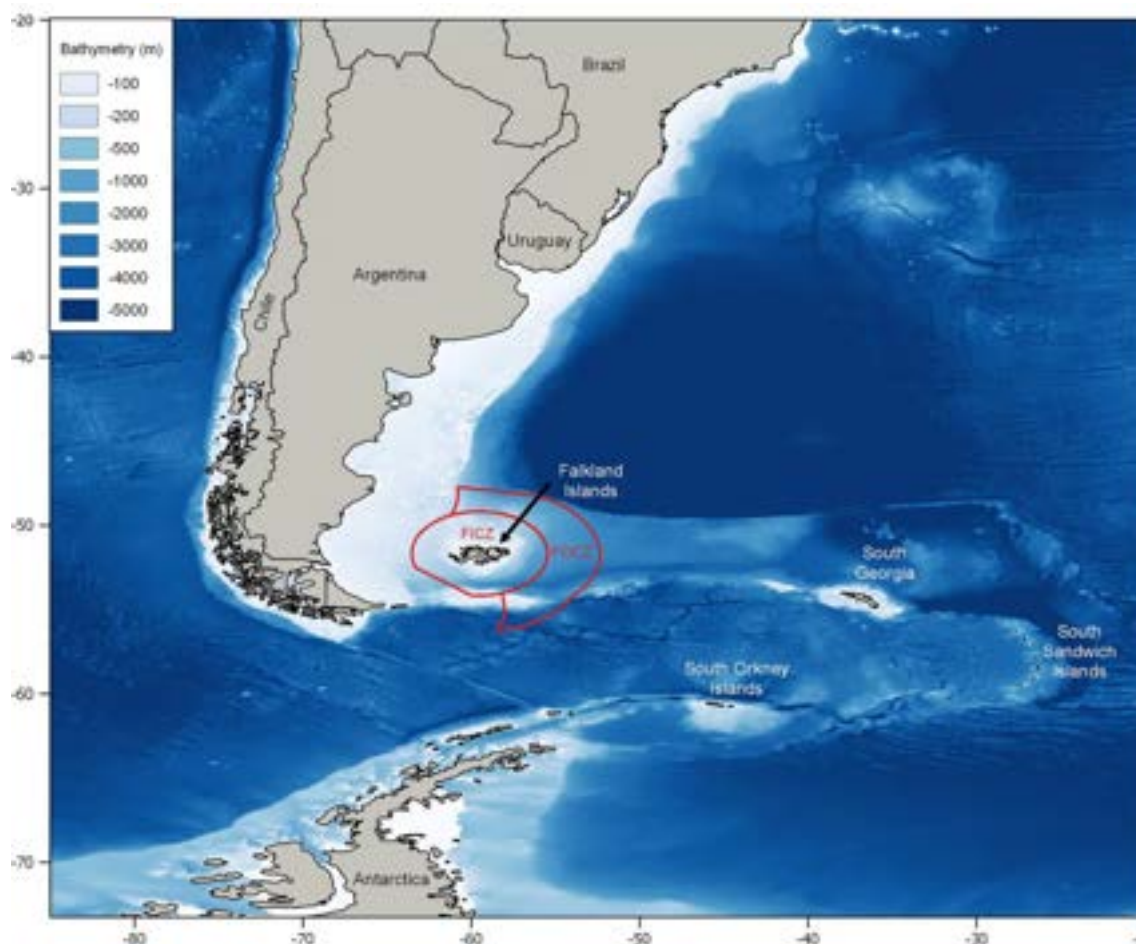 -20
-30
-40
-50
-60
-70
Bathymetry (m)
-100
-200
-500
-1000
-2000
-3000
-4000
-5000
Brazil
Uruguay
Argentina
Chile
Falkland
Islands
FICZ
FOCZ
South
Georgia
South
Sandwich
Islands
South Orkney
Islands
Antarctica
-80
-70
-60
-50
-40
-30